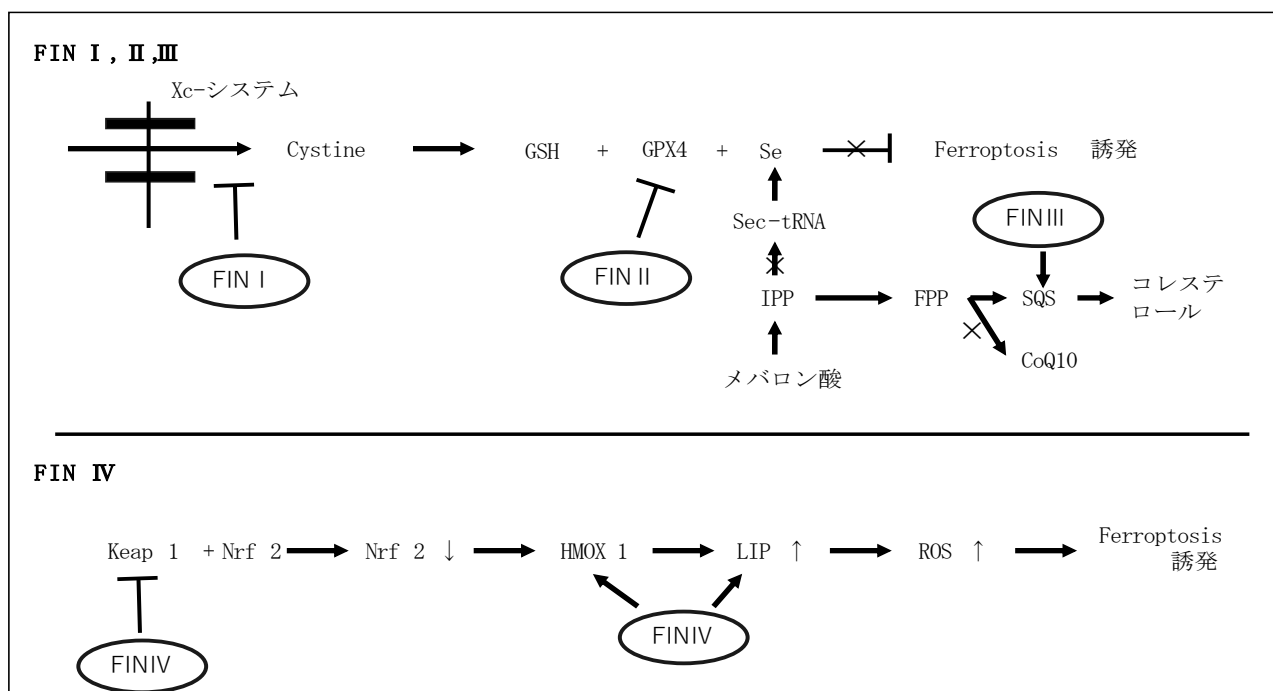 FIN Ⅰ, Ⅱ,Ⅲ
Xc-システム
Cystine
GSH + GPX4 + Se
Ferroptosis 誘発
FINⅢ
Sec-tRNA
FIN Ⅰ
FIN Ⅱ
IPP
FPP
SQS
コレステ
ロール
CoQ10
メバロン酸
FIN Ⅳ
Keap 1 + Nrf 2
Nrf 2 ↓
HMOX 1
LIP ↑
ROS ↑
Ferroptosis
誘発
FINⅣ
FINⅣ